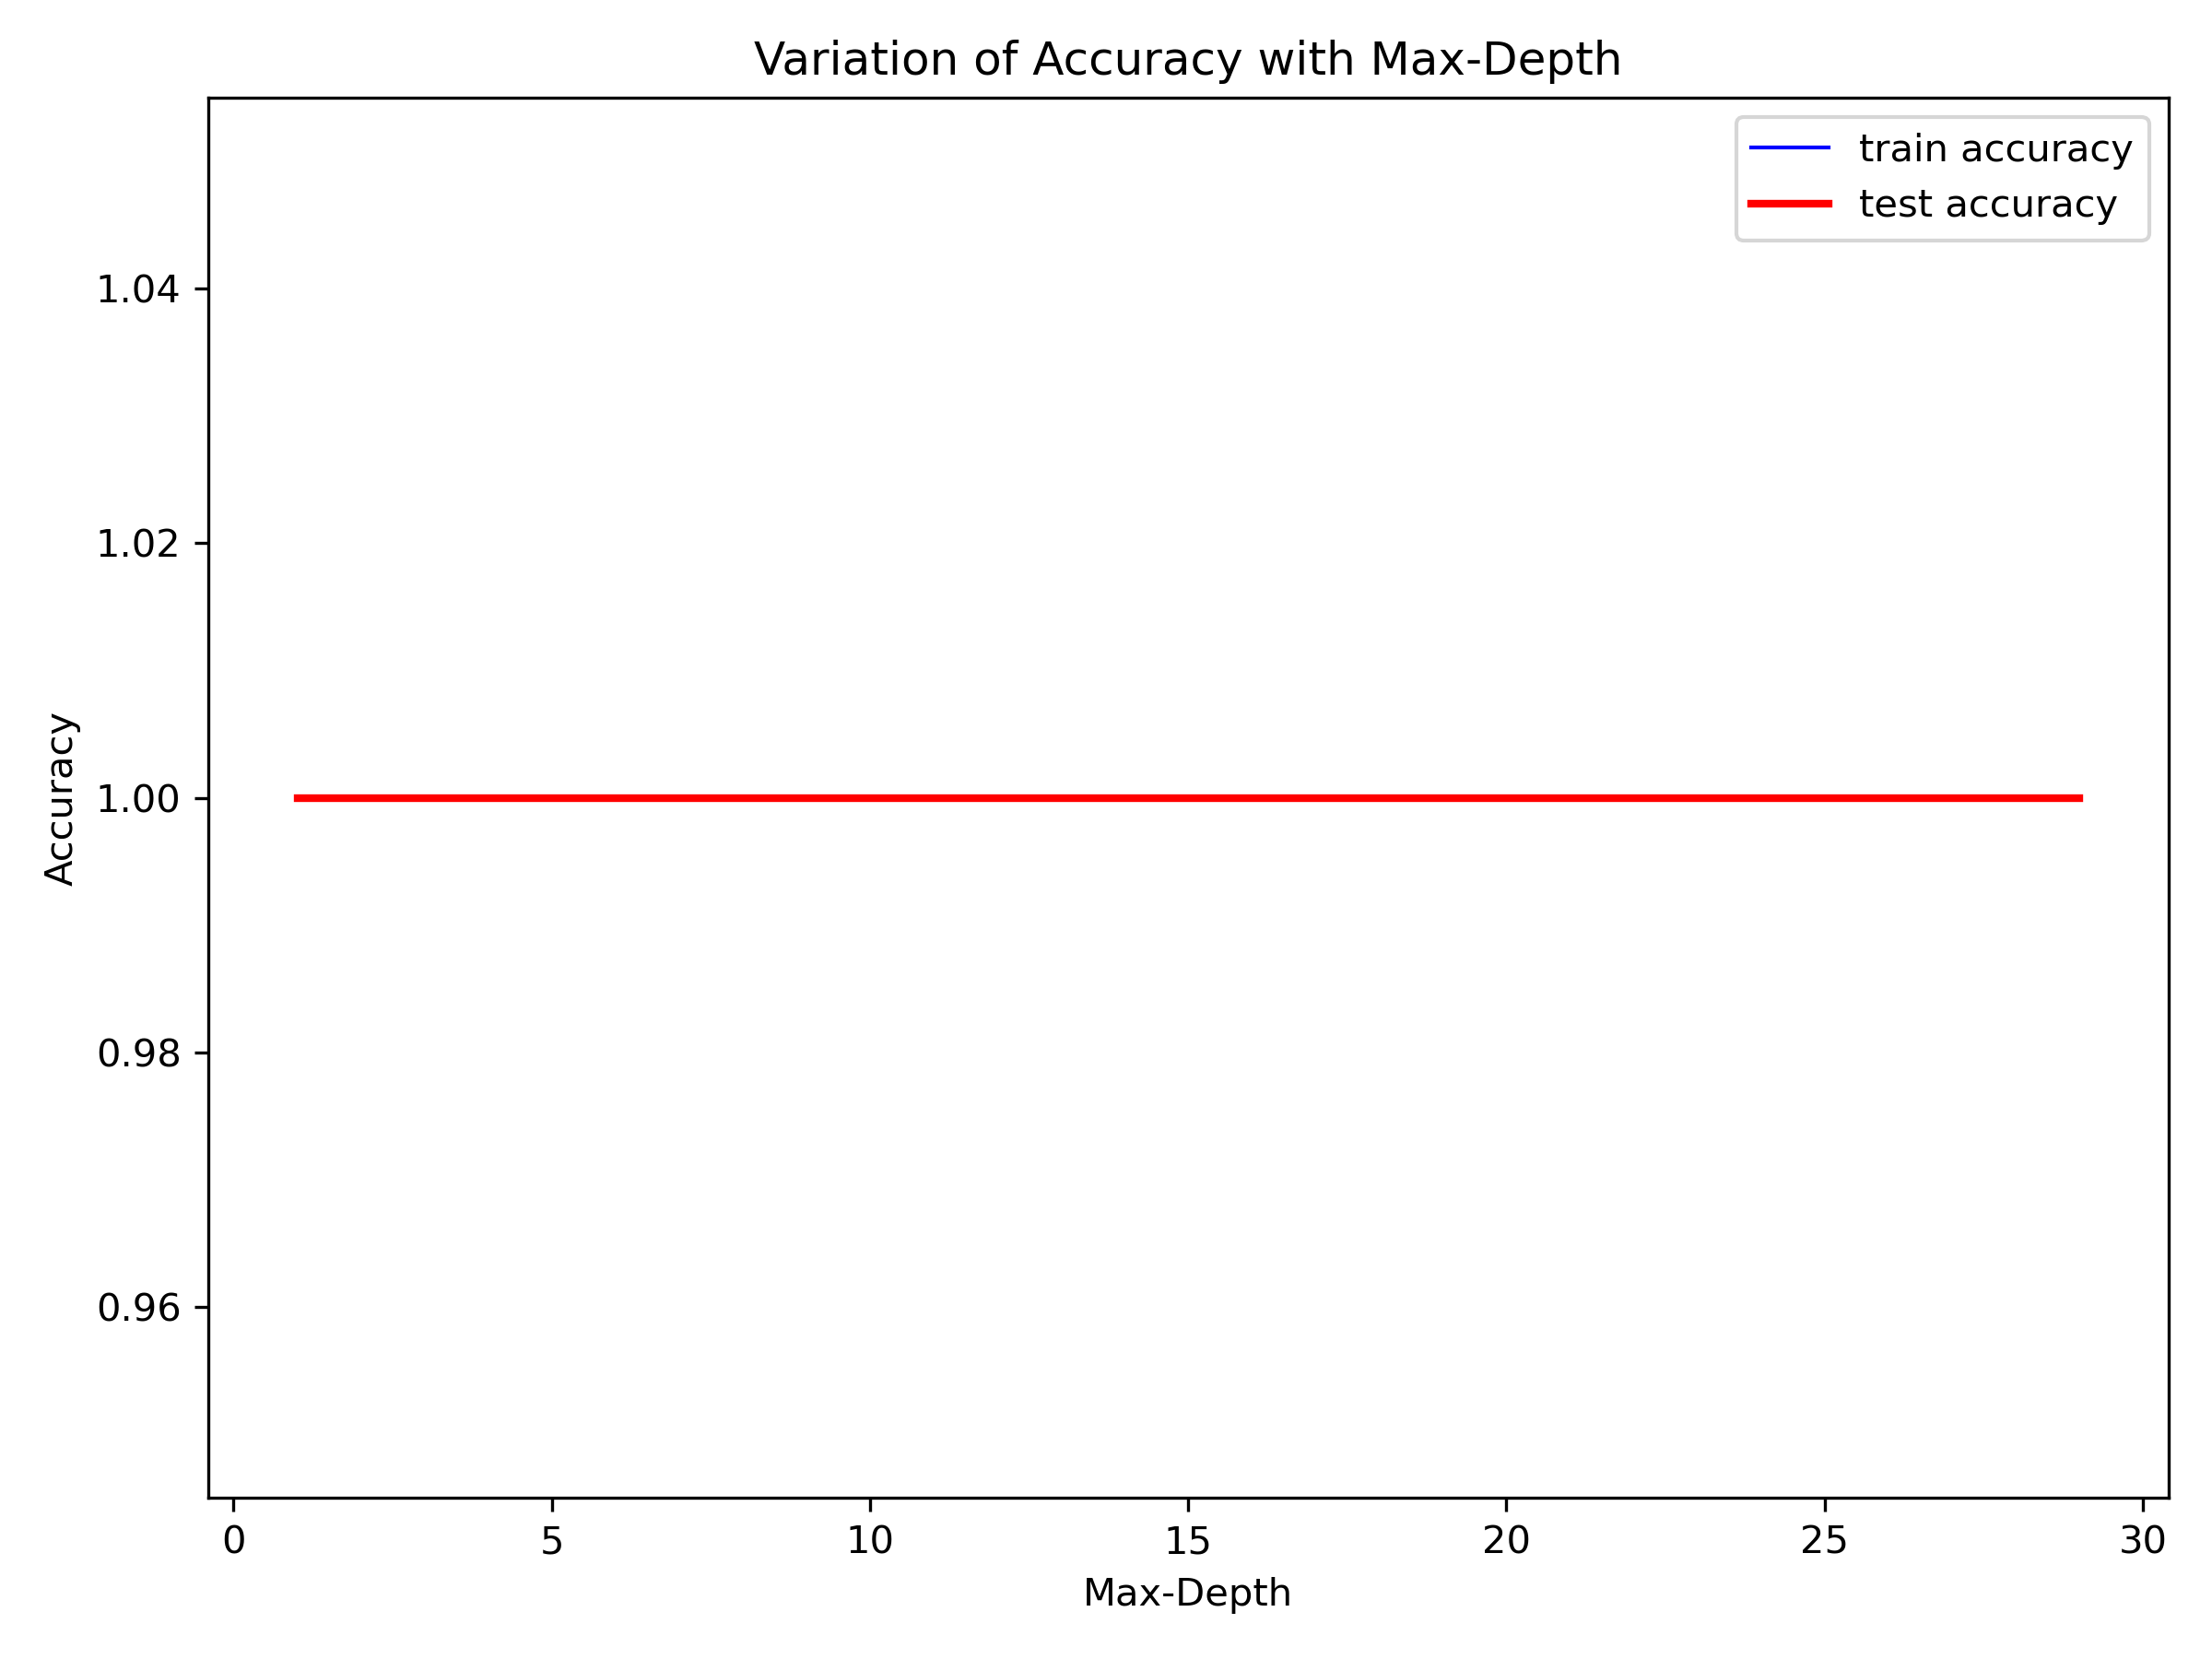 Variation of Accuracy with Max-Depth
train accuracy
test accuracy
1.04
1.02
1.00
0.98
0.96
Accuracy
0 5 10 15 20 25 30
Max-Depth